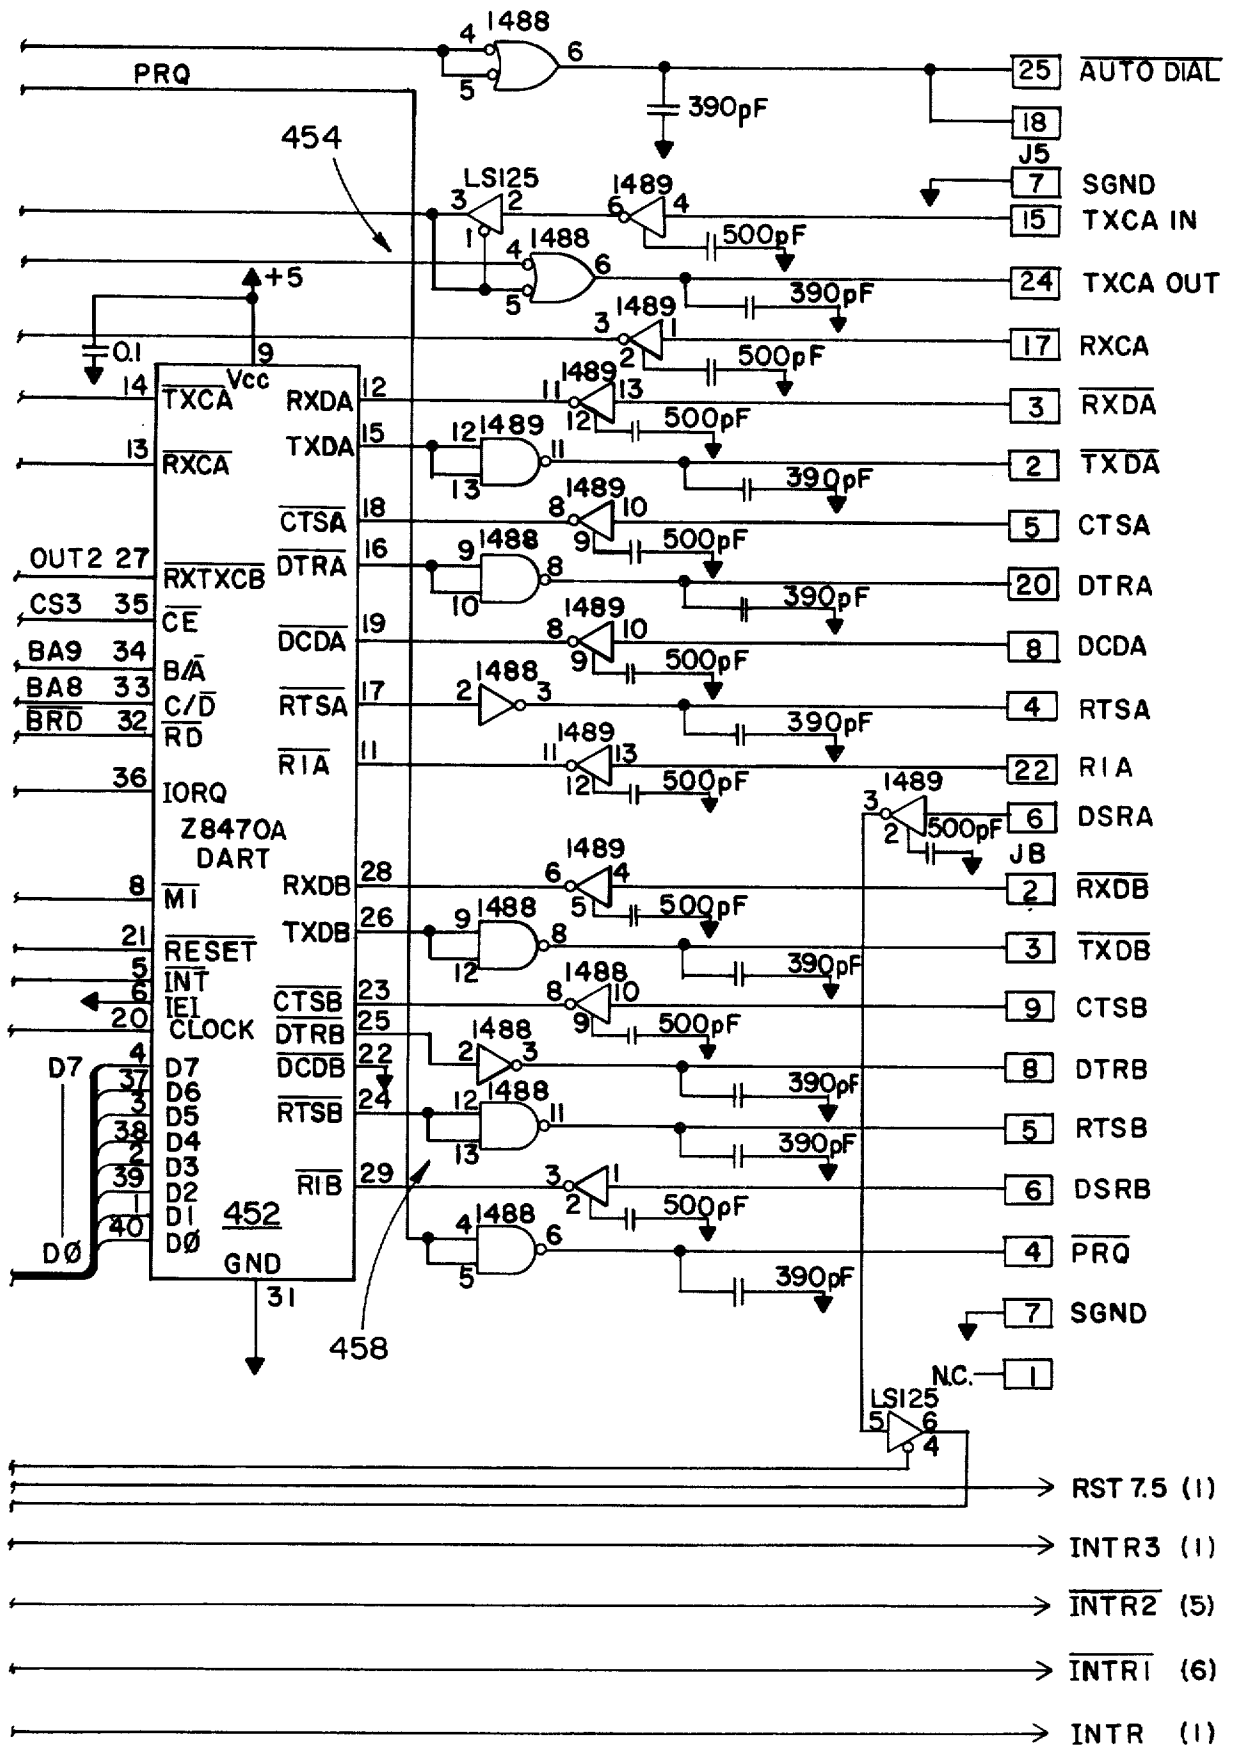 1488
4 6 25 AUTO DIAL
PRQ
5 390pF 18
454
J5
LS125 1489 7 SGND
3 2 6 4 15 TXCA IN
1 1488 500pF
4 6 24 TXCA OUT
+5 5 390pF
1489
3 1 17 RXCA
0.1 9 2 500pF
Vcc
14 TXCA RXDA 12 11 1489 13 3 RXDA
12 500pF
TXDA 15 12 1489 11 2 TXDA
13 RXCA 13 390pF
1489
CTSA 18 8 10 5 CTSA
9 500pF
1488
DTRA 16 9 8 20 DTRA
OUT2 27 RXTXCB 10 390pF
CS3 35 CE
1489
DCDA 19 8 10 8 DCDA
BA9 34 B/A 9 500pF
BA8 33 C/D RTSA 17 2 1488 3 4 RTSA
BRD 32 RD 390pF
1489
RIA 11 11 13 22 RIA
36 IORQ 12 500pF
1489
Z8470A 3 6 DSRA
DART 2 500pF
JB
1489
8 MI RXDB 28 6 4 2 RXDB
5 500pF
1488
TXDB 26 9 8 3 TXDB
21 RESET 12 390pF
5 INT
1488
6 IEI CTSB 23 8 10 9 CTSB
9 500pF
20 CLOCK DTRB 25 1488
2 3 8 DTRB
D7 4 D7 DCDB 22 390pF
37 D6 1488
3 D5 RTSB 24 12 11 5 RTSB
38 D4 13 390pF
2 D3
39 D2 RIB 29 3 1 6 DSRB
2 500pF
1 D1 452 1488
40 DØ 4 6 4 PRQ
DØ GND 5 390pF
31
7 SGND
458
N.C. 1
LS125
5 6
4
RST 7.5 (1)
INTR3 (1)
INTR2 (5)
INTR1 (6)
INTR (1)